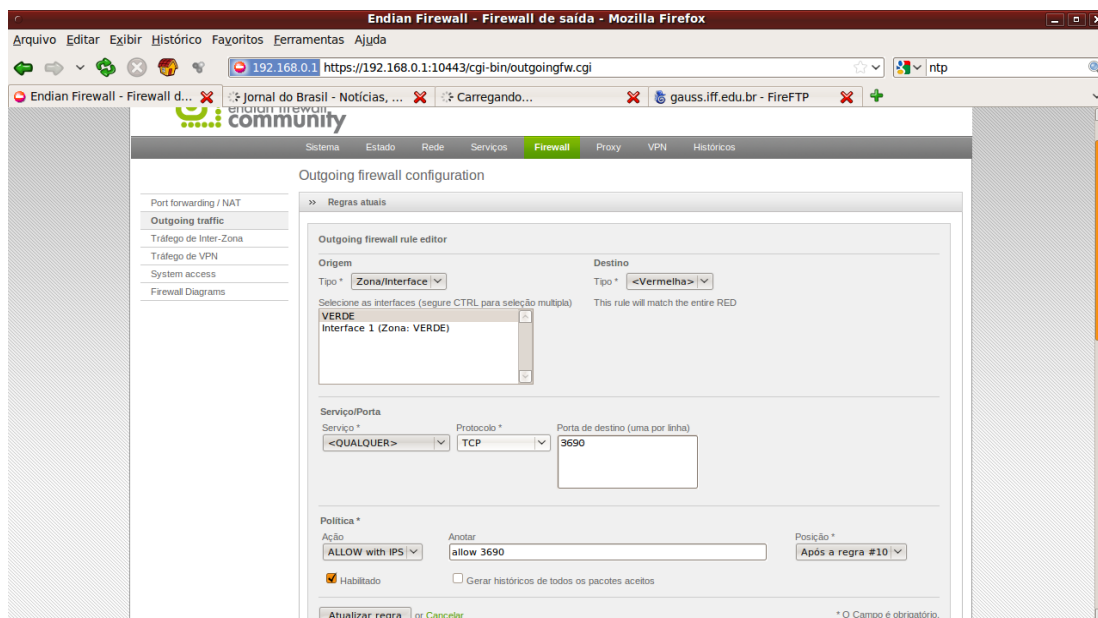 Endian Firewall - Firewall de saída - Mozilla Firefox
Arquivo Editar Exibir Histórico Favoritos Ferramentas Ajuda
192.168.0.1 https://192.168.0.1:10443/cgi-bin/outgoingfw.cgi ntp
Endian Firewall - Firewall d... Jornal do Brasil - Notícias, ... Carregando... gauss.iff.edu.br - FireFTP
endian firewall
community
Sistema Estado Rede Serviços Firewall Proxy VPN Históricos
Outgoing firewall configuration
Port forwarding / NAT
Outgoing traffic
Tráfego de Inter-Zona
Tráfego de VPN
System access
Firewall Diagrams
>> Regras atuais
Outgoing firewall rule editor
Origem Destino
Tipo * Zona/Interface Tipo * <Vermelha>
Selecione as interfaces (segure CTRL para seleção multipla) This rule will match the entire RED
VERDE
Interface 1 (Zona: VERDE)
Serviço/Porta
Serviço * Protocolo * Porta de destino (uma por linha)
<QUALQUER> TCP 3690
Política *
Ação Anotar Posição *
ALLOW with IPS allow 3690 Após a regra #10
Habilitado Gerar históricos de todos os pacotes aceitos
Atualizar regra or Cancelar * O Campo é obrigatório.